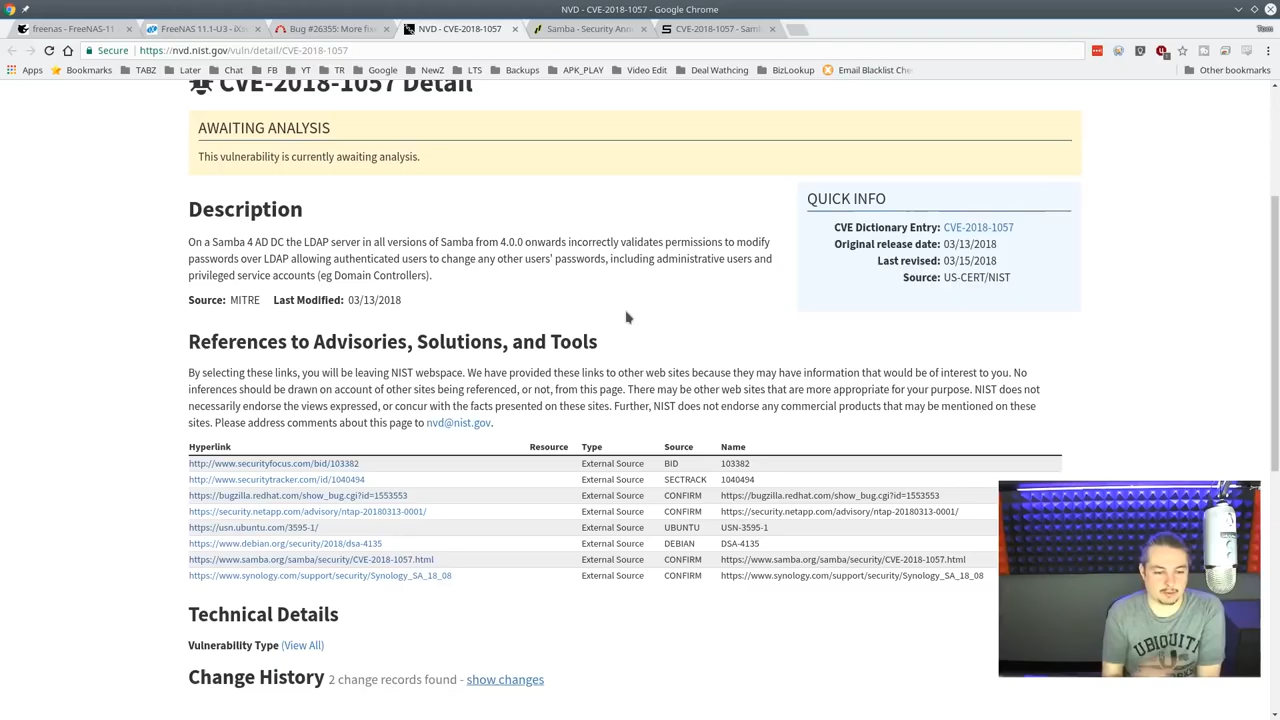 NVD - CVE-2018-1057 - Google Chrome
freenas - FreeNAS-11
FreeNAS 11.1-U3 - iXs
Bug #26355: More fix
NVD - CVE-2018-1057
Samba - Security Ann
CVE-2018-1057 - Sam
Tom
Secure
https://nvd.nist.gov/vuln/detail/CVE-2018-1057
Apps
Bookmarks
TABZ
Later
Chat
FB
YT
TR
Google
NewZ
LTS
Backups
APK_PLAY
Video Edit
Deal Wathcing
BizLookup
Email Blacklist Che
Other bookmarks
CVE-2018-1057 Detail
AWAITING ANALYSIS
This vulnerability is currently awaiting analysis.
Description
On a Samba 4 AD DC the LDAP server in all versions of Samba from 4.0.0 onwards incorrectly validates permissions to modify
passwords over LDAP allowing authenticated users to change any other users' passwords, including administrative users and
privileged service accounts (eg Domain Controllers).
Source: MITRE Last Modified: 03/13/2018
QUICK INFO
CVE Dictionary Entry: CVE-2018-1057
Original release date: 03/13/2018
Last revised: 03/15/2018
Source: US-CERT/NIST
References to Advisories, Solutions, and Tools
By selecting these links, you will be leaving NIST webspace. We have provided these links to other web sites because they may have information that would be of interest to you. No
inferences should be drawn on account of other sites being referenced, or not, from this page. There may be other web sites that are more appropriate for your purpose. NIST does not
necessarily endorse the views expressed, or concur with the facts presented on these sites. Further, NIST does not endorse any commercial products that may be mentioned on these
sites. Please address comments about this page to nvd@nist.gov.
Hyperlink Resource Type Source Name
http://www.securityfocus.com/bid/103382 External Source BID 103382
http://www.securitytracker.com/id/1040494 External Source SECTRACK 1040494
https://bugzilla.redhat.com/show_bug.cgi?id=1553553 External Source CONFIRM https://bugzilla.redhat.com/show_bug.cgi?id=1553553
https://security.netapp.com/advisory/ntap-20180313-0001/ External Source CONFIRM https://security.netapp.com/advisory/ntap-20180313-0001/
https://usn.ubuntu.com/3595-1/ External Source UBUNTU USN-3595-1
https://www.debian.org/security/2018/dsa-4135 External Source DEBIAN DSA-4135
https://www.samba.org/samba/security/CVE-2018-1057.html External Source CONFIRM https://www.samba.org/samba/security/CVE-2018-1057.html
https://www.synology.com/support/security/Synology_SA_18_08 External Source CONFIRM https://www.synology.com/support/security/Synology_SA_18_08
Technical Details
Vulnerability Type (View All)
Change History 2 change records found - show changes
UBIQUITI